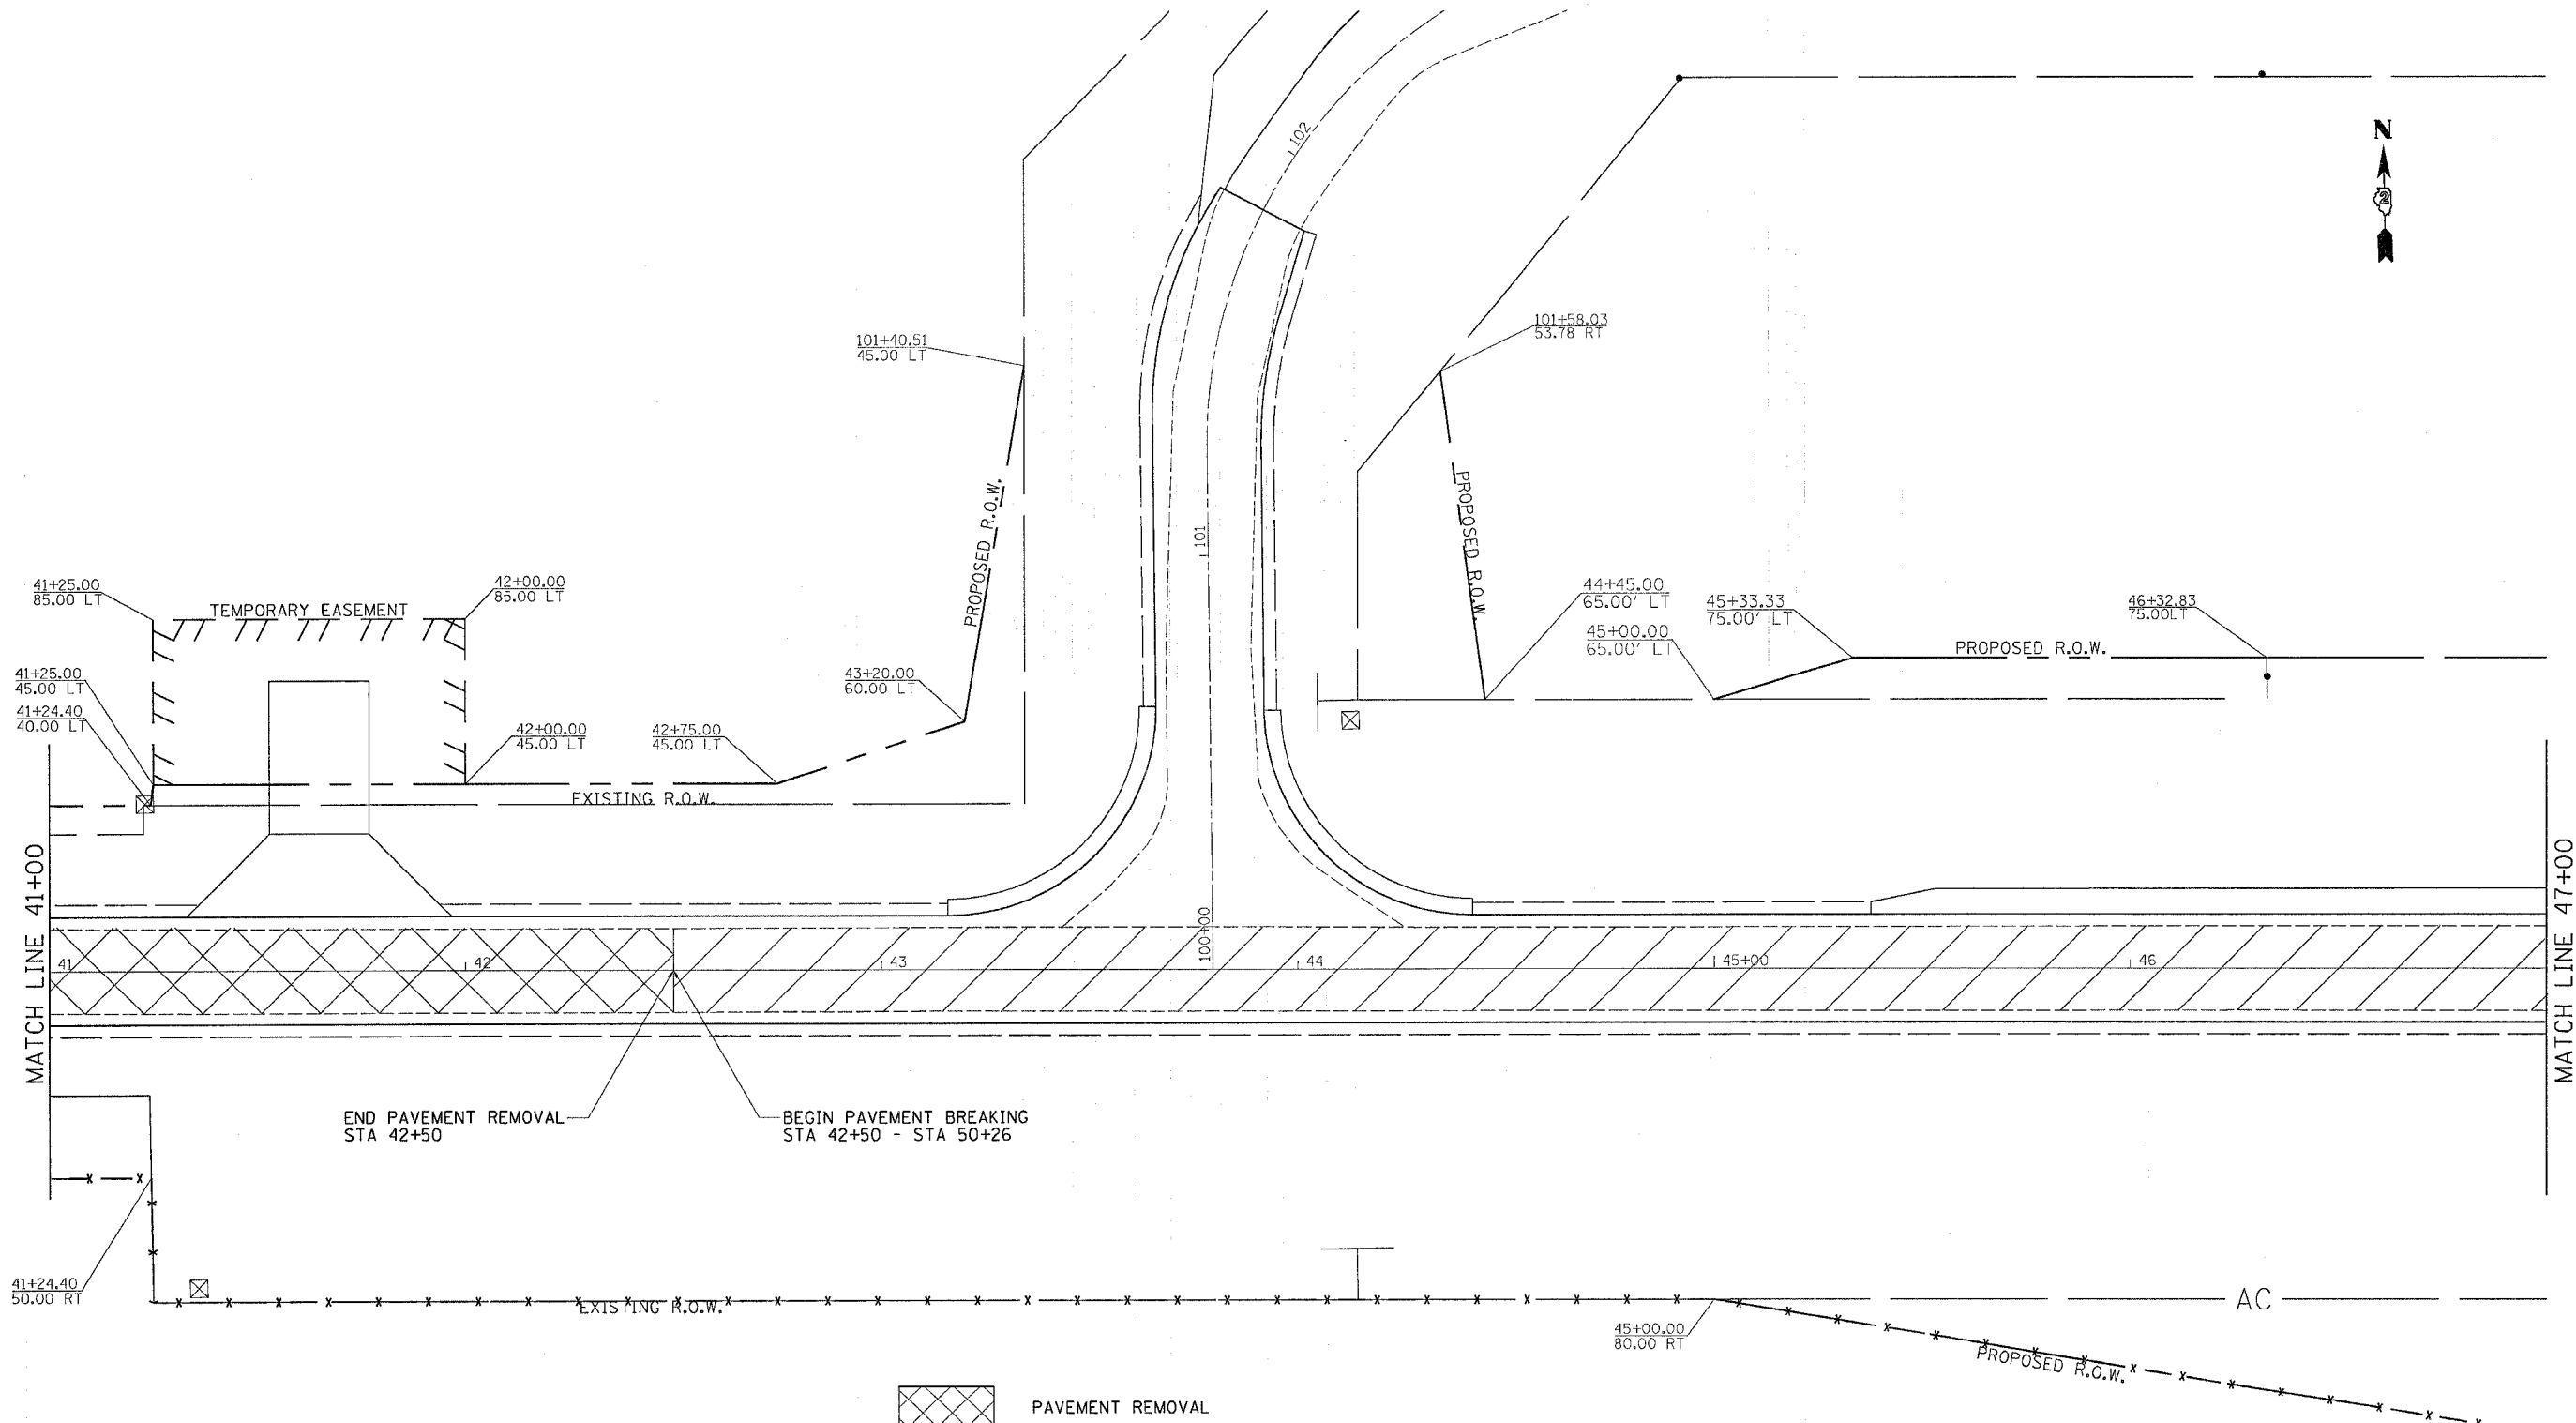 N
2
102
101+40.51
45.00 LT
101+58.03
53.78 RT
PROPOSED R.O.W.
PROPOSED R.O.W.
101
41+25.00
85.00 LT
TEMPORARY EASEMENT
42+00.00
85.00 LT
44+45.00
65.00' LT
45+33.33
75.00' LT
46+32.83
75.00LT
45+00.00
65.00' LT
PROPOSED R.O.W.
41+25.00
45.00 LT
43+20.00
60.00 LT
41+24.40
40.00 LT
42+00.00
45.00 LT
42+75.00
45.00 LT
EXISTING R.O.W.
MATCH LINE 41+00
MATCH LINE 47+00
100+00
41
42
43
44
45+00
46
END PAVEMENT REMOVAL
STA 42+50
BEGIN PAVEMENT BREAKING
STA 42+50 - STA 50+26
41+24.40
50.00 RT
EXISTING R.O.W.
AC
45+00.00
80.00 RT
PROPOSED R.O.W.
PAVEMENT REMOVAL